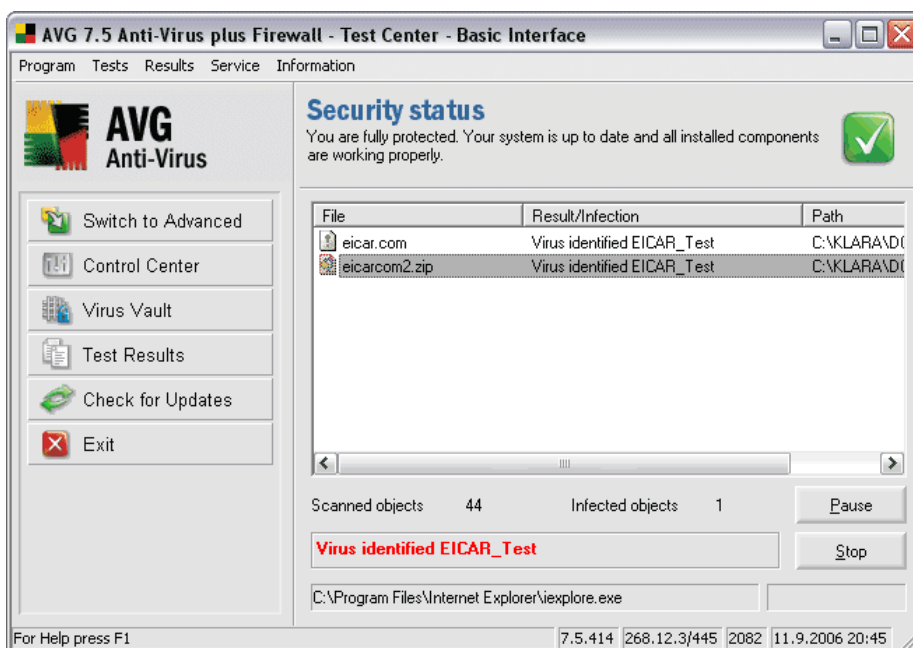 AVG 7.5 Anti-Virus plus Firewall - Test Center - Basic Interface
Program Tests Results Service Information
AVG
Anti-Virus
Security status
You are fully protected. Your system is up to date and all installed components
are working properly.
Switch to Advanced
Control Center
Virus Vault
Test Results
Check for Updates
Exit
File Result/Infection Path
eicar.com Virus identified EICAR_Test C:\KLARA\D
eicarcom2.zip Virus identified EICAR_Test C:\KLARA\D
Scanned objects 44 Infected objects 1 Pause
Virus identified EICAR_Test Stop
C:\Program Files\Internet Explorer\iexplore.exe
For Help press F1 7.5.414 268.12.3/445 2082 11.9.2006 20:45